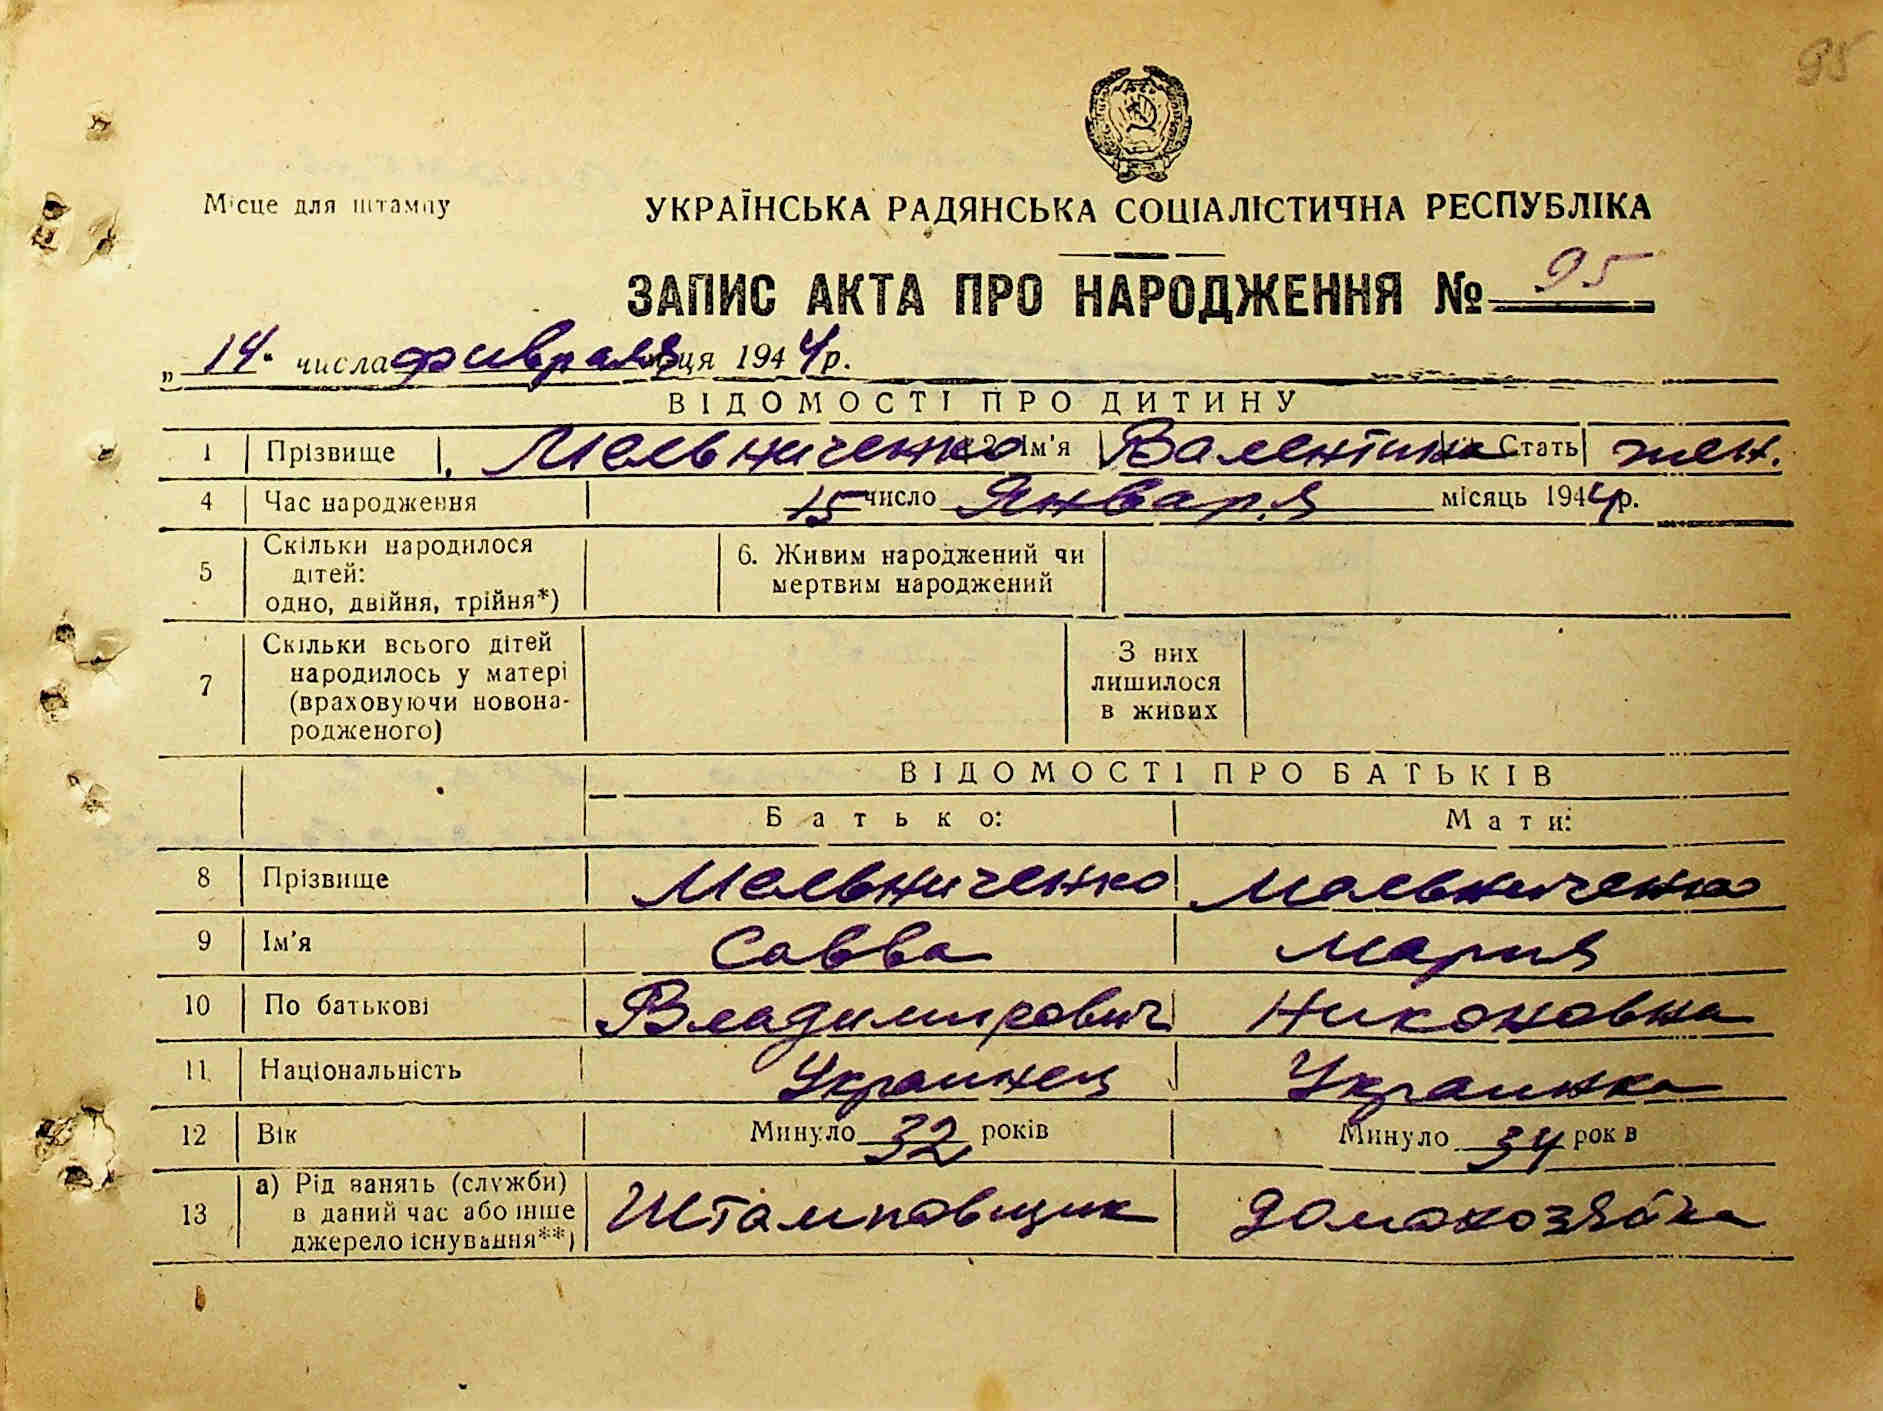 95
Місце для штампу
УКРАЇНСЬКА РАДЯНСЬКА СОЦІАЛІСТИЧНА РЕСПУБЛІКА
ЗАПИС АКТА ПРО НАРОДЖЕННЯ № 95
„ 14. числа февраля місяця 1944 р.
ВІДОМОСТІ ПРО ДИТИНУ
1 Прізвище Мельниченко 2. Ім'я Валентина Стать жен.
4 Час народження 15 число Января місяць 1944 р.
5 Скільки народилося дітей: одно, двійня, трійня*) 6. Живим народжений чи мертвим народжений
7 Скільки всього дітей народилось у матері (враховуючи новонародженого) З них лишилося в живих
ВІДОМОСТІ ПРО БАТЬКІВ
Батько: Мати:
8 Прізвище Мельниченко Мельниченко
9 Ім'я Савва Мария
10 По батькові Владимирович Никоновна
11 Національність Украинец Украинка
12 Вік Минуло 32 років Минуло 34 років
13 а) Рід занять (служби) в даний час або інше джерело існування**) Штамповщик домохозяйка